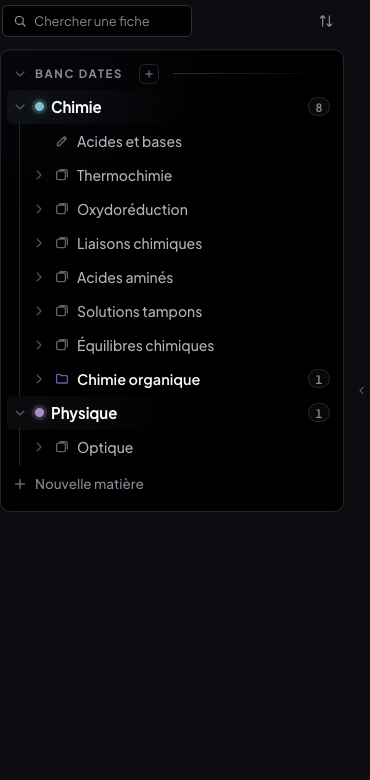 Chercher une fiche
BANC DATES
Chimie 8
Acides et bases
Thermochimie
Oxydoréduction
Liaisons chimiques
Acides aminés
Solutions tampons
Équilibres chimiques
Chimie organique 1
Physique 1
Optique
Nouvelle matière